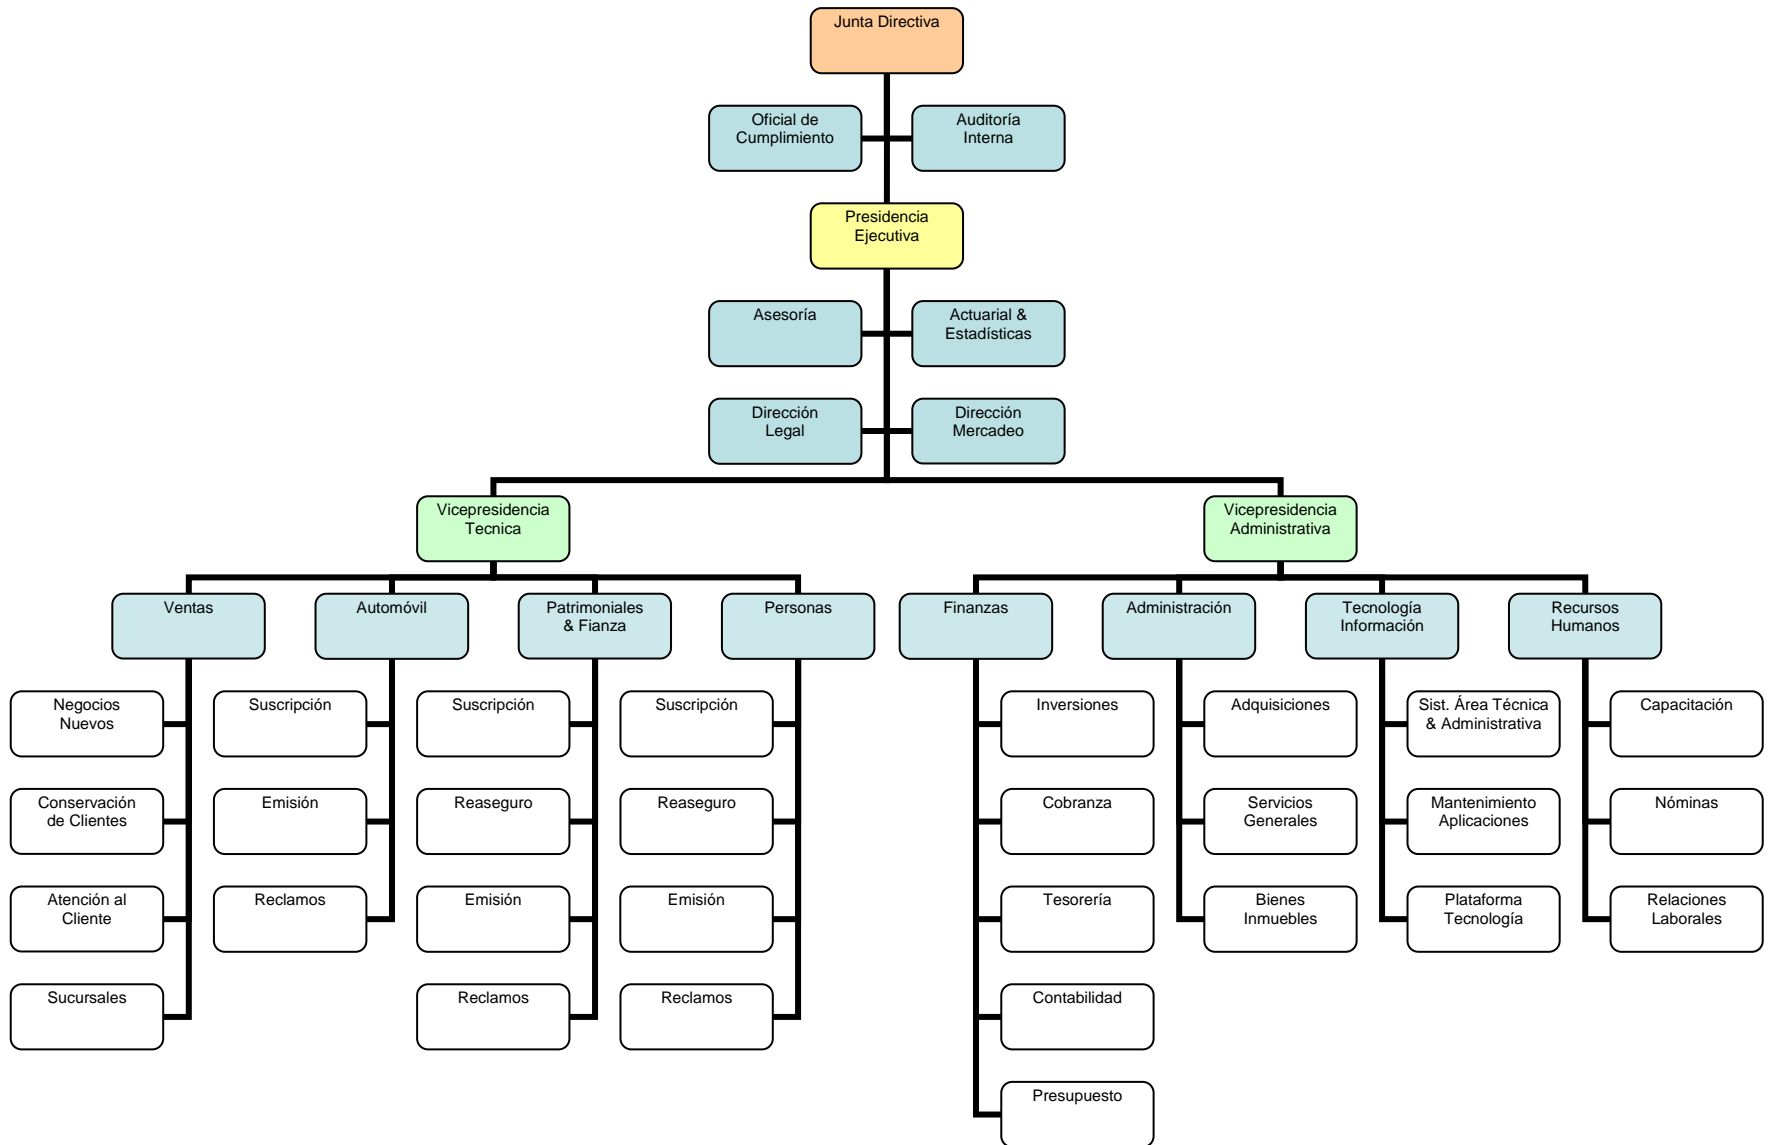 Junta Directiva
Oficial de
Cumplimiento
Auditoría
Interna
Presidencia
Ejecutiva
Asesoría
Actuarial &
Estadísticas
Dirección
Legal
Dirección
Mercadeo
Vicepresidencia
Tecnica
Vicepresidencia
Administrativa
Ventas
Automóvil
Patrimoniales
& Fianza
Personas
Finanzas
Administración
Tecnología
Información
Recursos
Humanos
Negocios
Nuevos
Suscripción
Suscripción
Suscripción
Inversiones
Adquisiciones
Sist. Área Técnica
& Administrativa
Capacitación
Conservación
de Clientes
Emisión
Reaseguro
Reaseguro
Cobranza
Servicios
Generales
Mantenimiento
Aplicaciones
Nóminas
Atención al
Cliente
Reclamos
Emisión
Emisión
Tesorería
Bienes
Inmuebles
Plataforma
Tecnología
Relaciones
Laborales
Sucursales
Reclamos
Reclamos
Contabilidad
Presupuesto